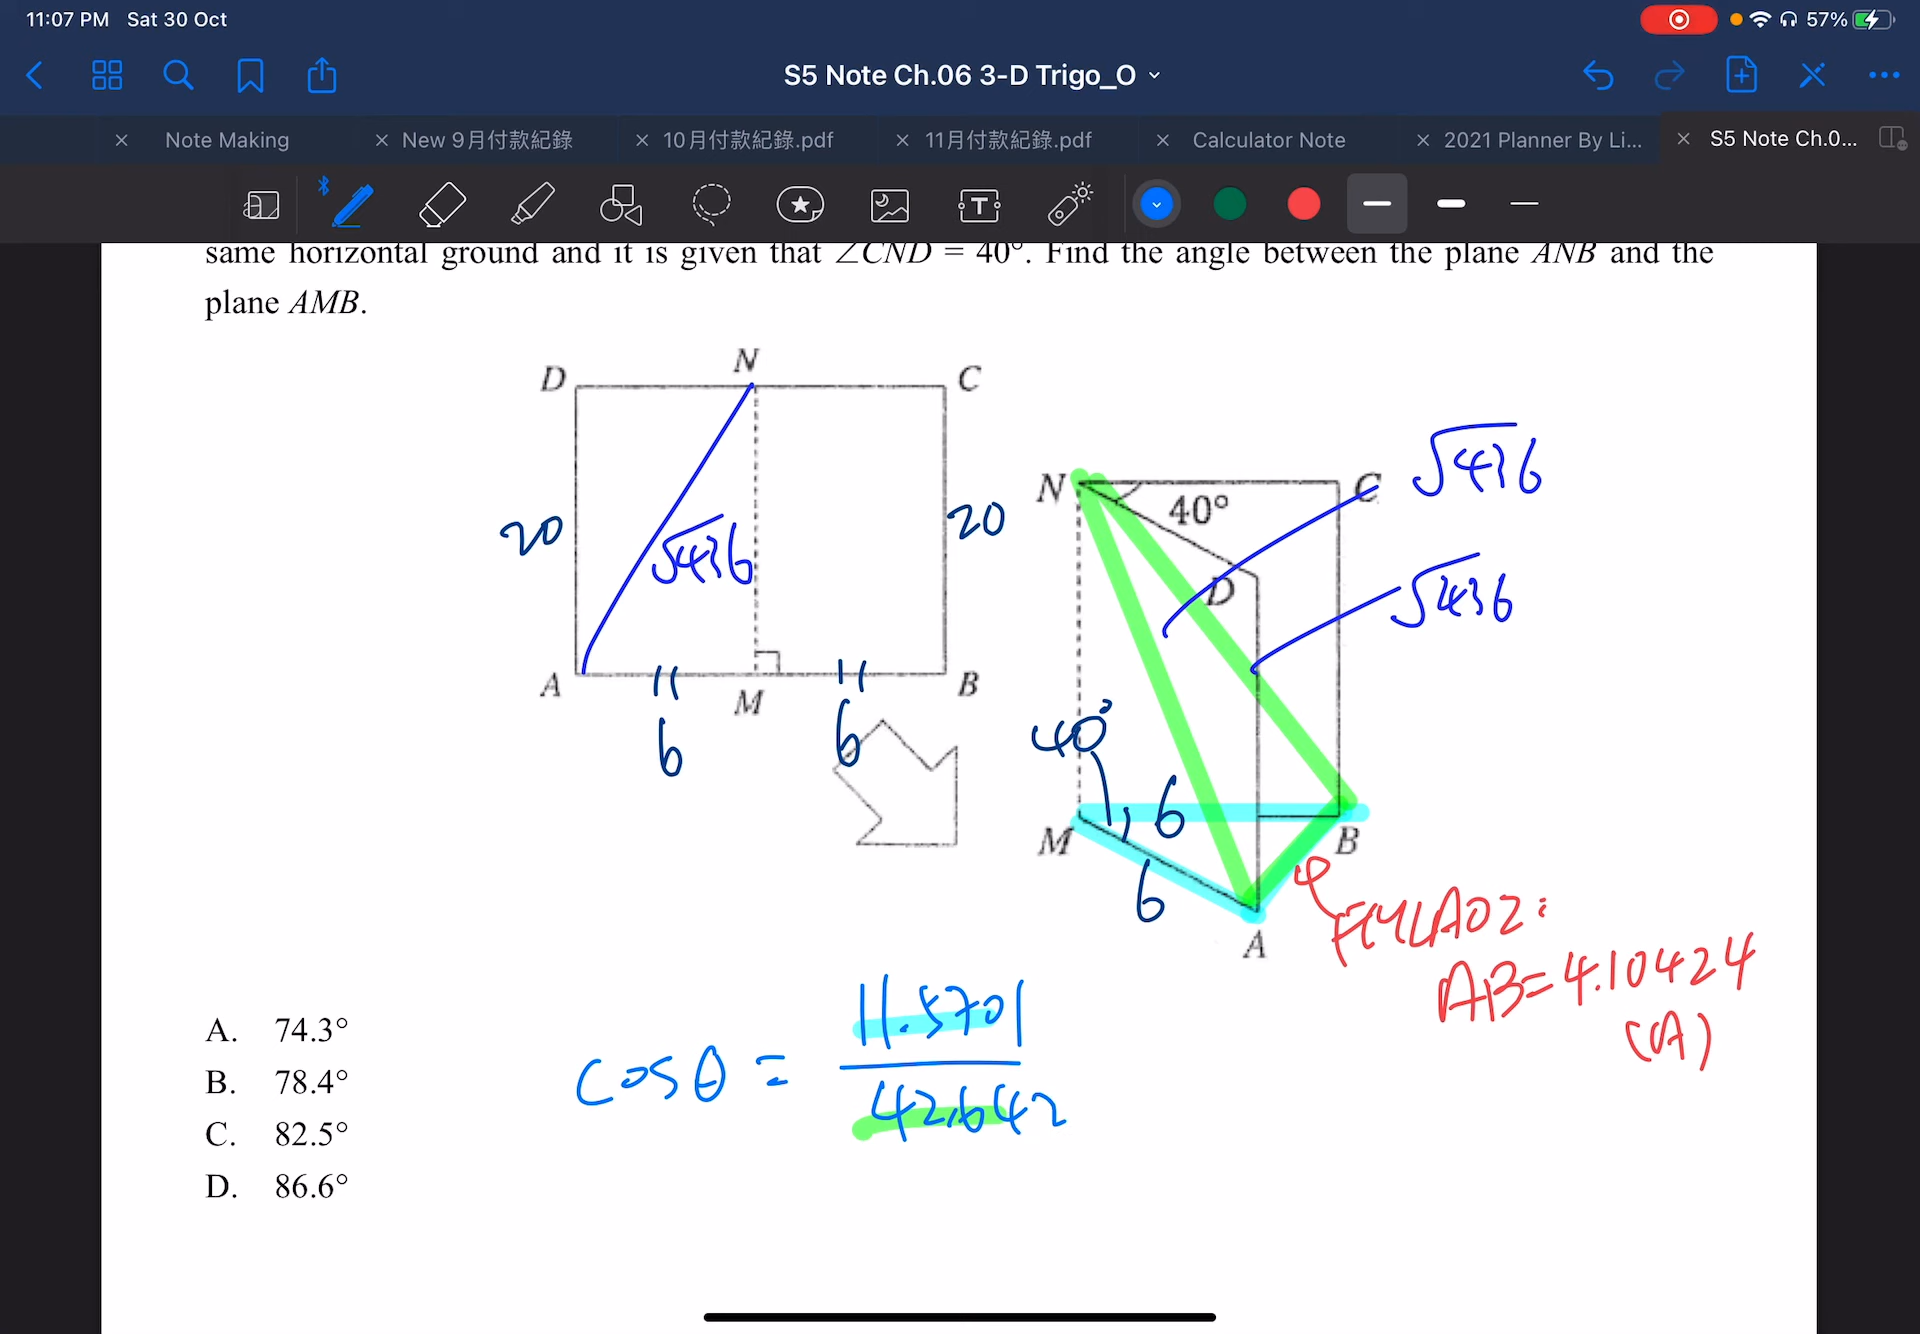 11:07 PM Sat 30 Oct
57%
S5 Note Ch.06 3-D Trigo_O
Note Making
New 9月付款紀錄
10月付款紀錄.pdf
11月付款紀錄.pdf
Calculator Note
2021 Planner By Li...
S5 Note Ch.0...
same horizontal ground and it is given that ∠CND = 40°. Find the angle between the plane ANB and the
plane AMB.
D N C
20 √436 20
A M B
6 6
N 40° C √436
D √436
40°
6
M B
6
A
AB=4.10424
(A)
A. 74.3°
B. 78.4°
C. 82.5°
D. 86.6°
cos θ = 11.5701
42.642